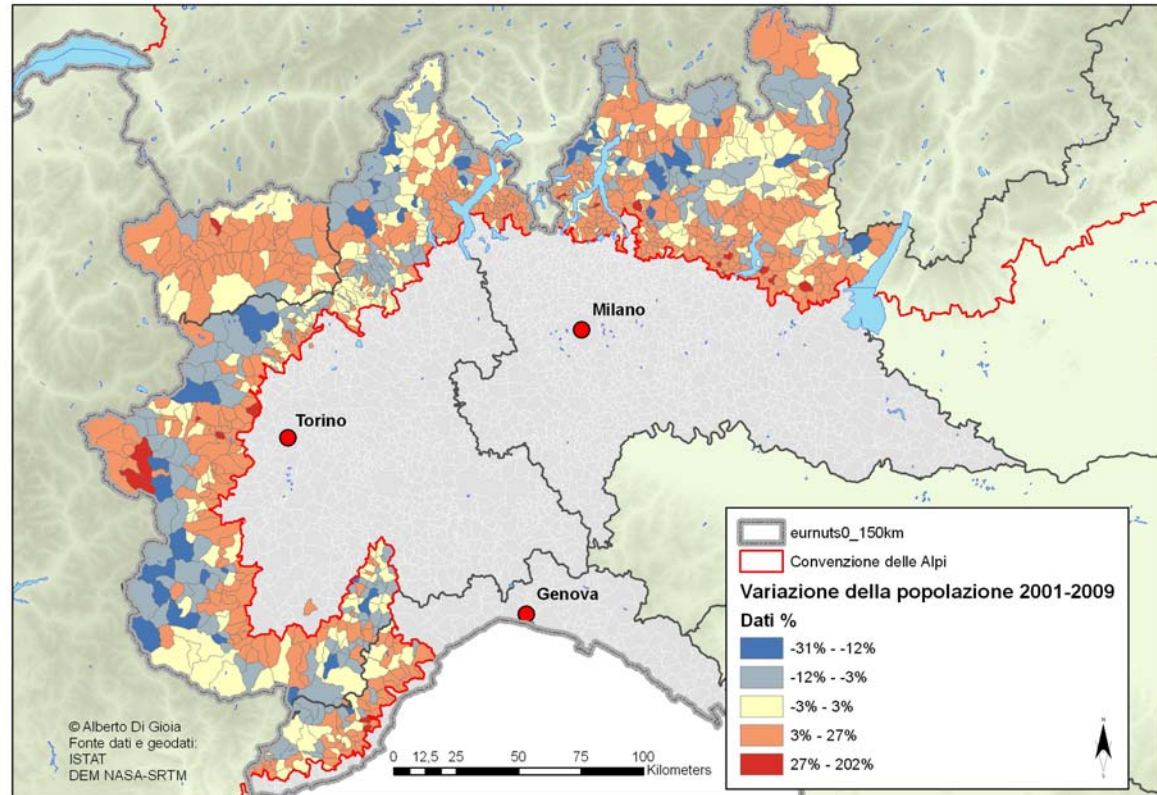 Milano
Torino
Genova
eurnuts0_150km
Convenzione delle Alpi
Variazione della popolazione 2001-2009
Dati %
-31% - -12%
-12% - -3%
-3% - 3%
3% - 27%
27% - 202%
© Alberto Di Gioia
Fonte dati e geodati:
ISTAT
DEM NASA-SRTM
0 12,5 25 50 75 100
Kilometers
N